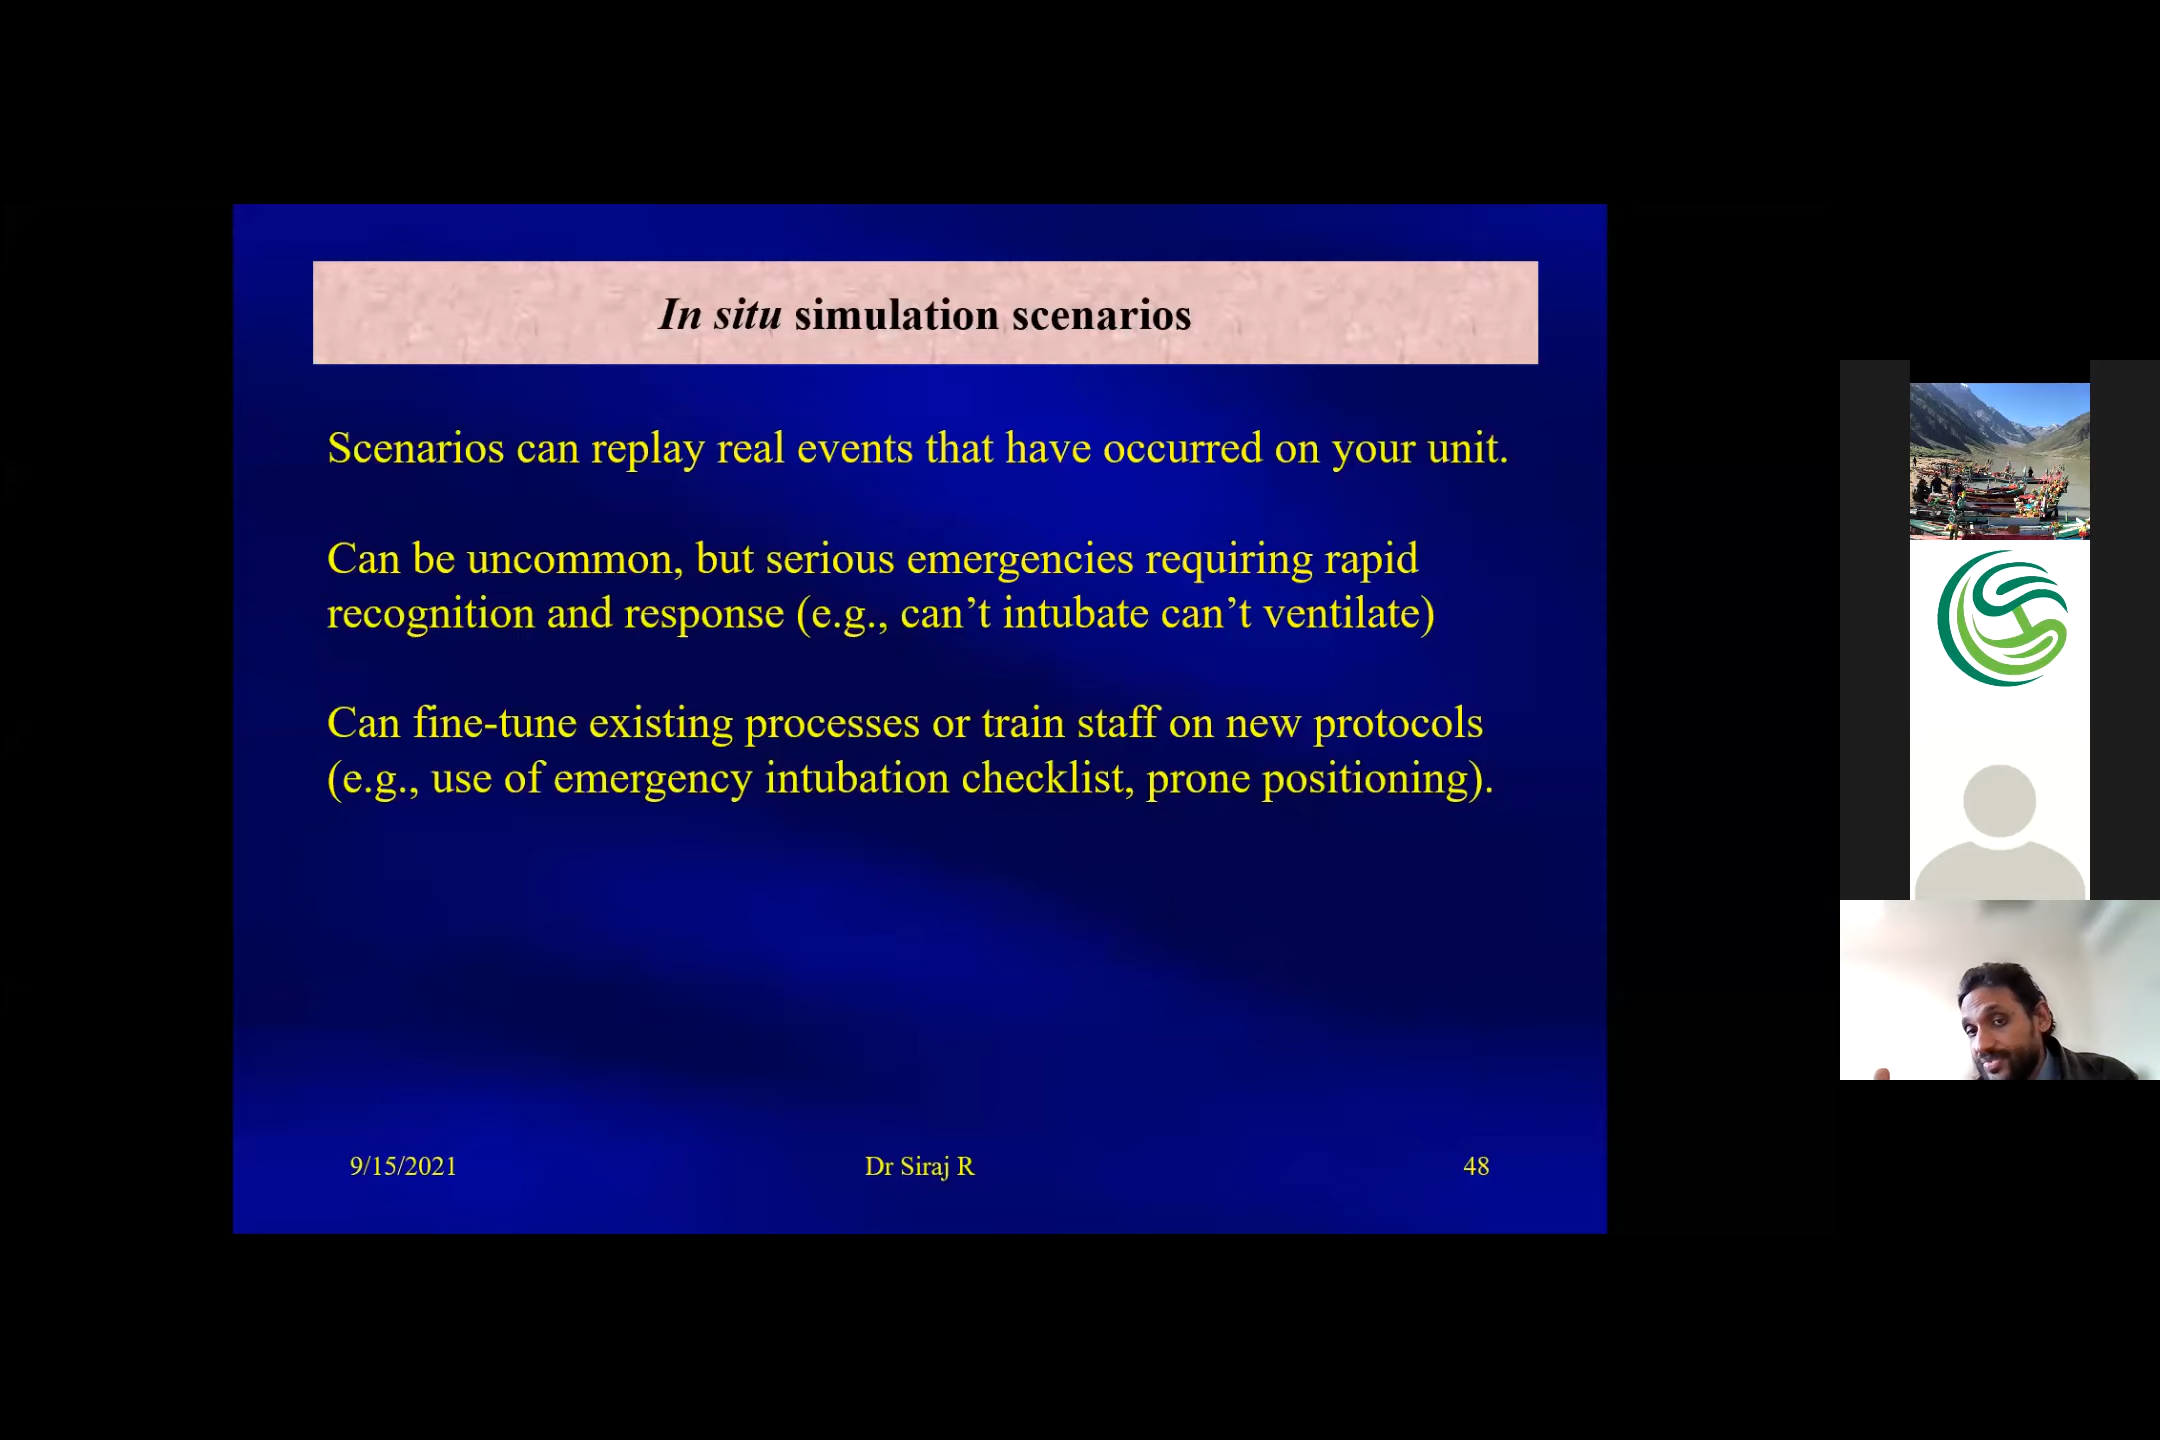 In situ simulation scenarios
Scenarios can replay real events that have occurred on your unit.
Can be uncommon, but serious emergencies requiring rapid
recognition and response (e.g., can’t intubate can’t ventilate)
Can fine-tune existing processes or train staff on new protocols
(e.g., use of emergency intubation checklist, prone positioning).
9/15/2021
Dr Siraj R
48